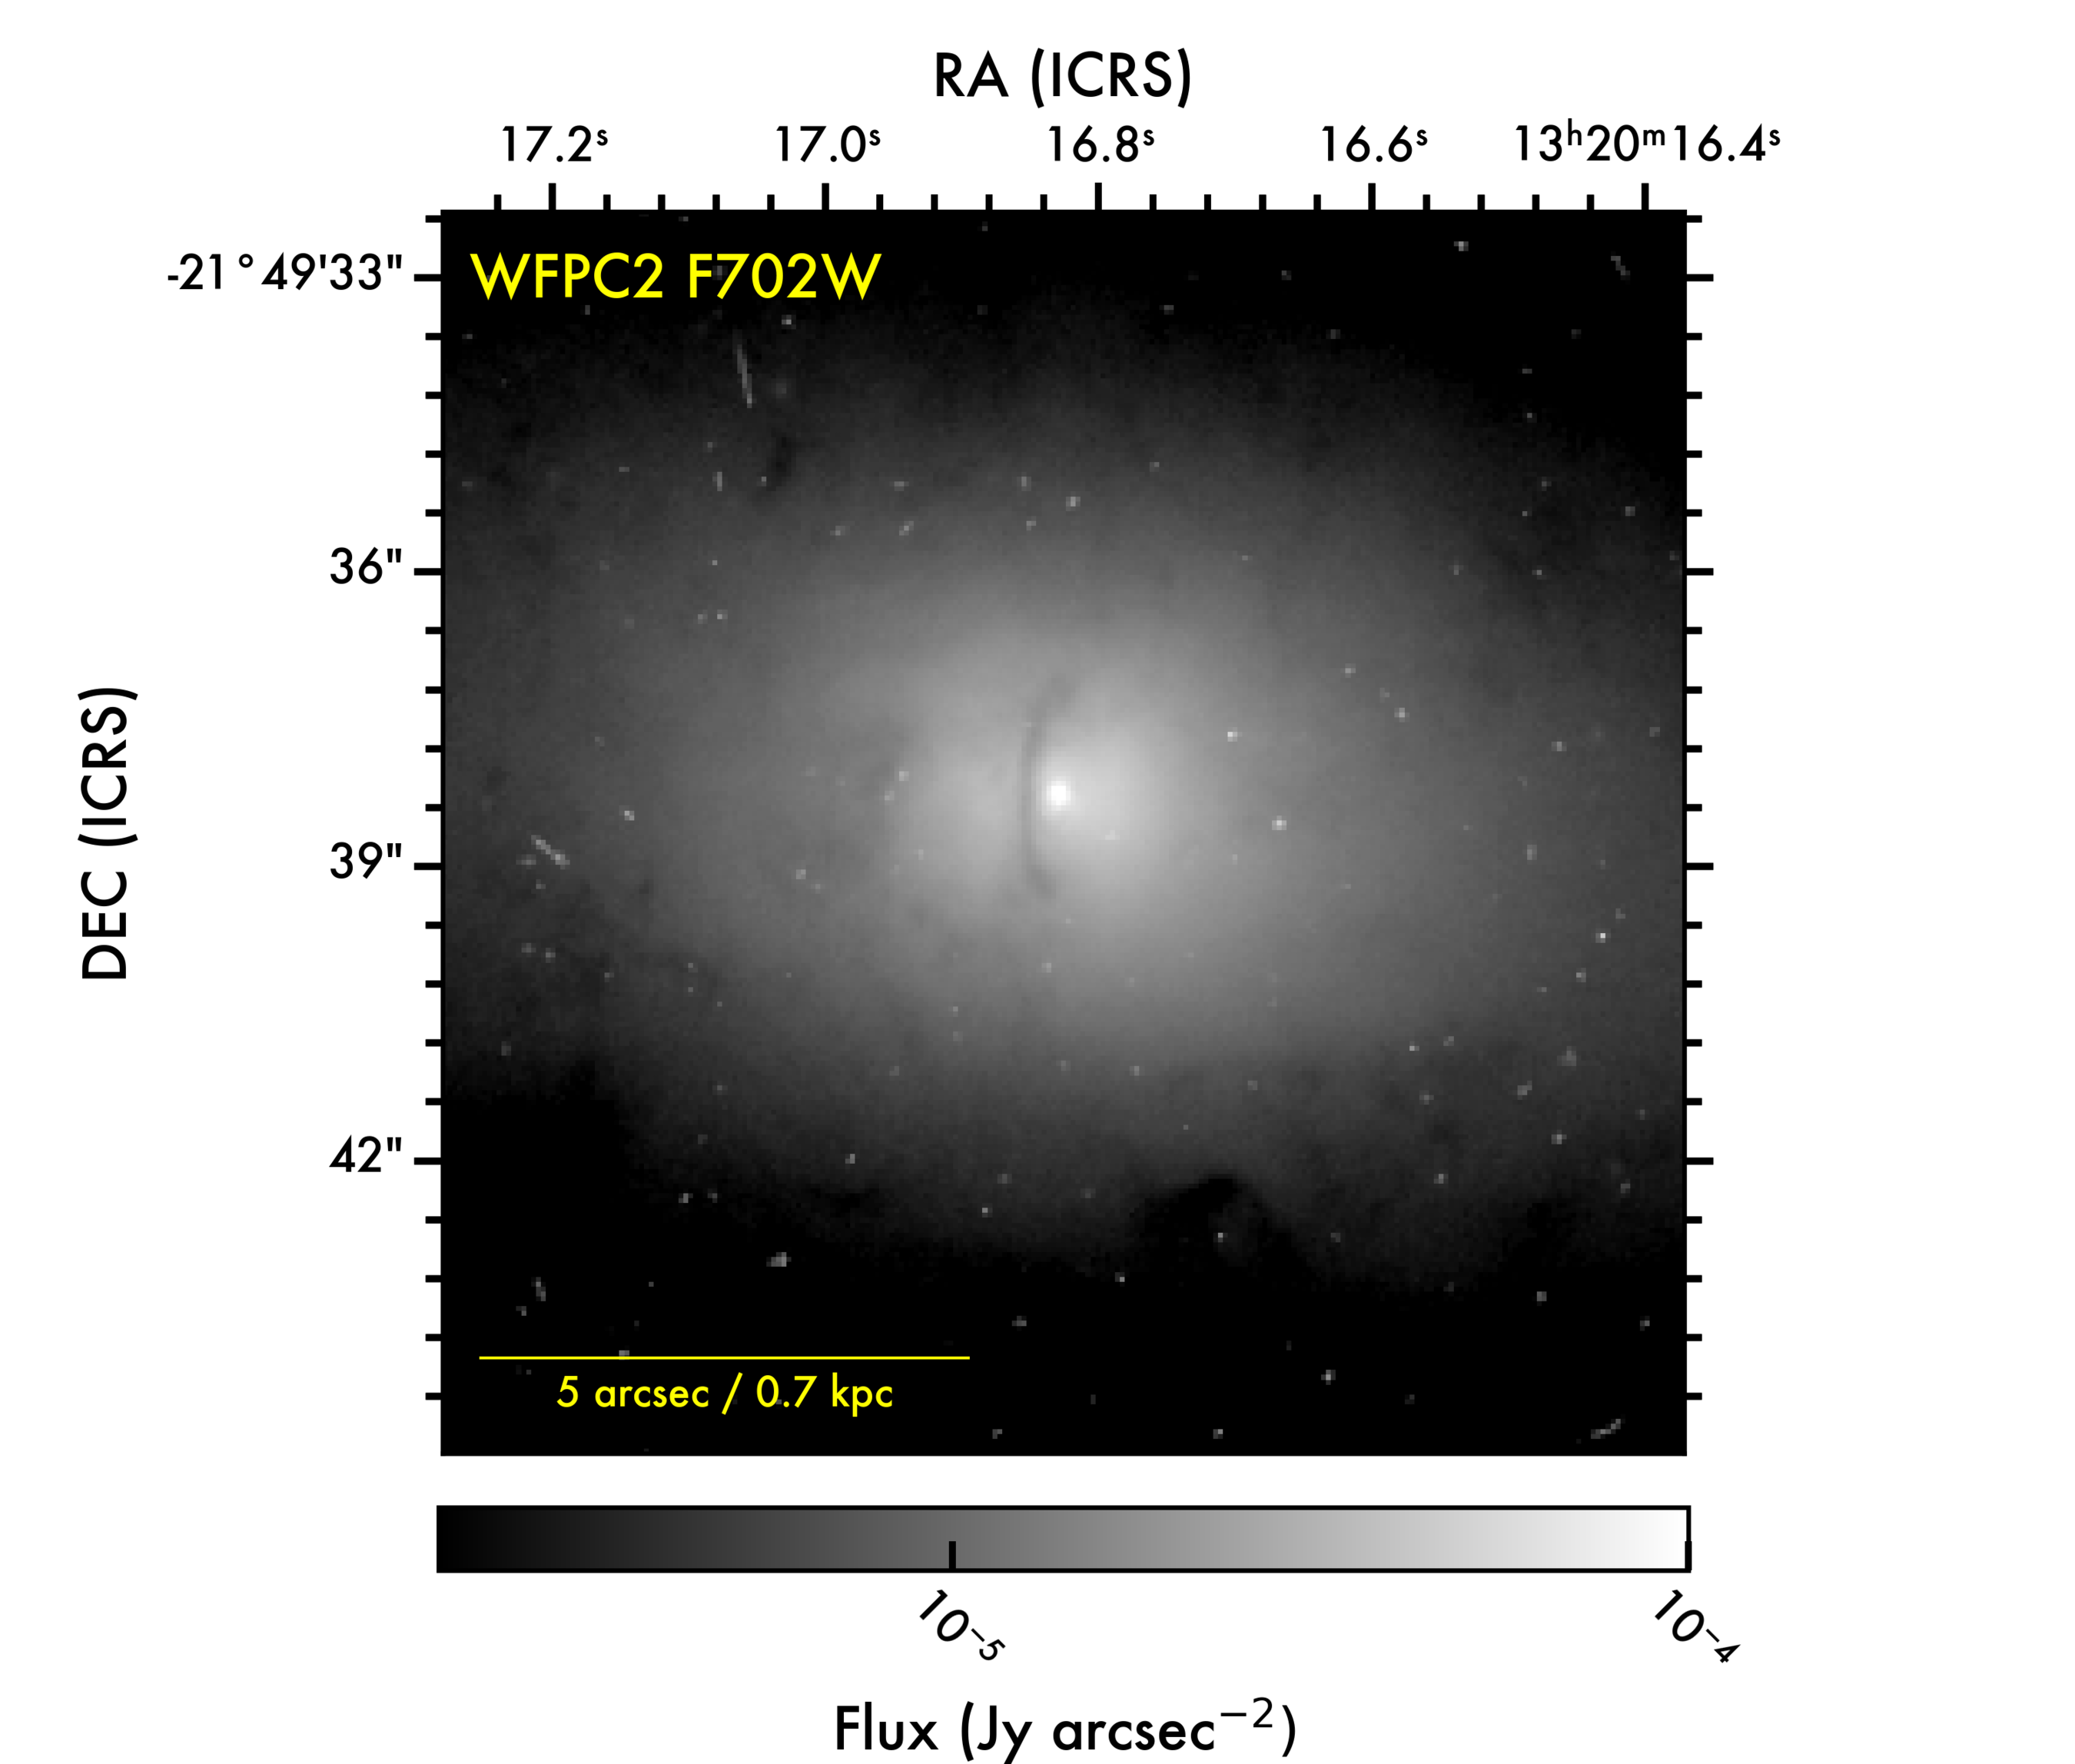 RA (ICRS)
17.2ˢ 17.0ˢ 16.8ˢ 16.6ˢ 13ʰ20ᵐ16.4ˢ
WFPC2 F702W
-21°49'33"
36"
39"
42"
DEC (ICRS)
5 arcsec / 0.7 kpc
10⁻⁵ 10⁻⁴
Flux (Jy arcsec⁻²)